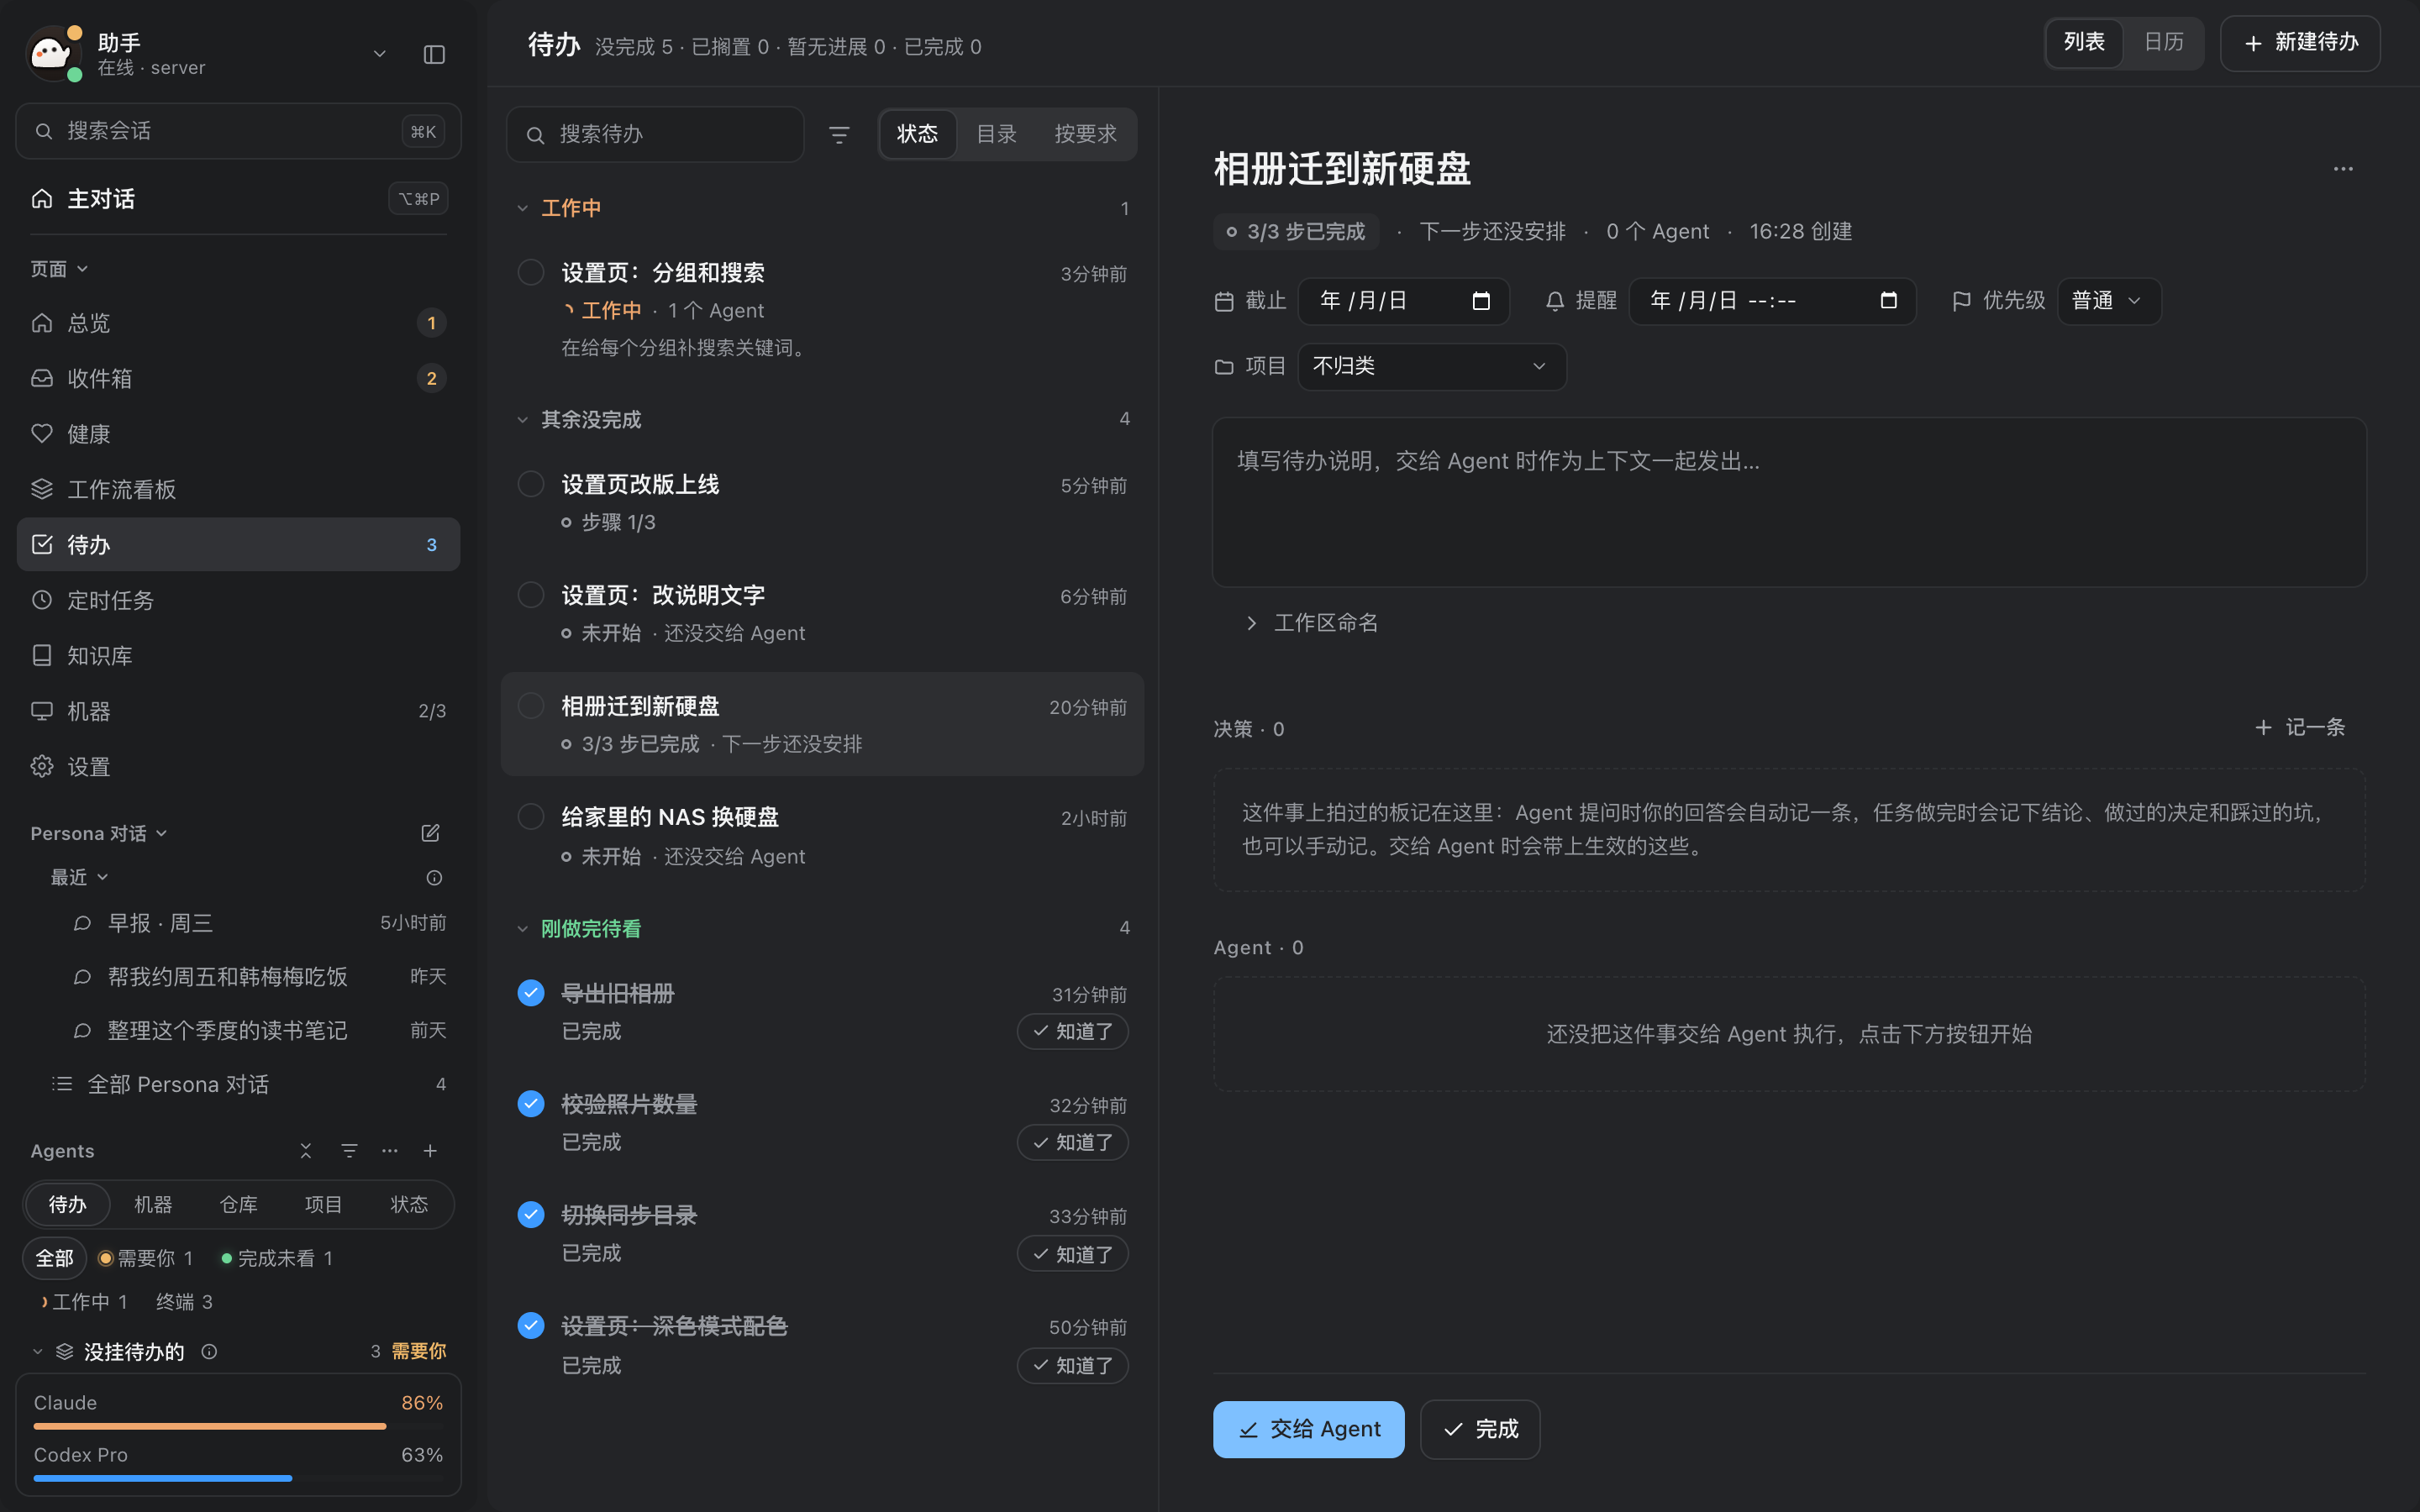 助手
在线 · server
搜索会话 ⌘K
主对话 ⌥⌘P
页面
总览 1
收件箱 2
健康
工作流看板
待办 3
定时任务
知识库
机器 2/3
设置
Persona 对话
最近
早报 · 周三 5小时前
帮我约周五和韩梅梅吃饭 昨天
整理这个季度的读书笔记 前天
全部 Persona 对话 4
Agents
待办 机器 仓库 项目 状态
全部 需要你 1 完成未看 1
工作中 1 终端 3
没挂待办的 3 需要你
Claude 86%
Codex Pro 63%
待办 没完成 5 · 已搁置 0 · 暂无进展 0 · 已完成 0
列表 日历 新建待办
搜索待办 状态 目录 按要求
工作中 1
设置页：分组和搜索 3分钟前
工作中 · 1 个 Agent
在给每个分组补搜索关键词。
其余没完成 4
设置页改版上线 5分钟前
步骤 1/3
设置页：改说明文字 6分钟前
未开始 · 还没交给 Agent
相册迁到新硬盘 20分钟前
3/3 步已完成 · 下一步还没安排
给家里的 NAS 换硬盘 2小时前
未开始 · 还没交给 Agent
刚做完待看 4
导出旧相册 31分钟前
已完成 知道了
校验照片数量 32分钟前
已完成 知道了
切换同步目录 33分钟前
已完成 知道了
设置页：深色模式配色 50分钟前
已完成 知道了
相册迁到新硬盘
3/3 步已完成 · 下一步还没安排 · 0 个 Agent · 16:28 创建
截止 年 /月/日 提醒 年 /月/日 --:-- 优先级 普通
项目 不归类
填写待办说明，交给 Agent 时作为上下文一起发出...
工作区命名
决策 · 0 记一条
这件事上拍过的板记在这里：Agent 提问时你的回答会自动记一条，任务做完时会记下结论、做过的决定和踩过的坑，
也可以手动记。交给 Agent 时会带上生效的这些。
Agent · 0
还没把这件事交给 Agent 执行，点击下方按钮开始
交给 Agent 完成